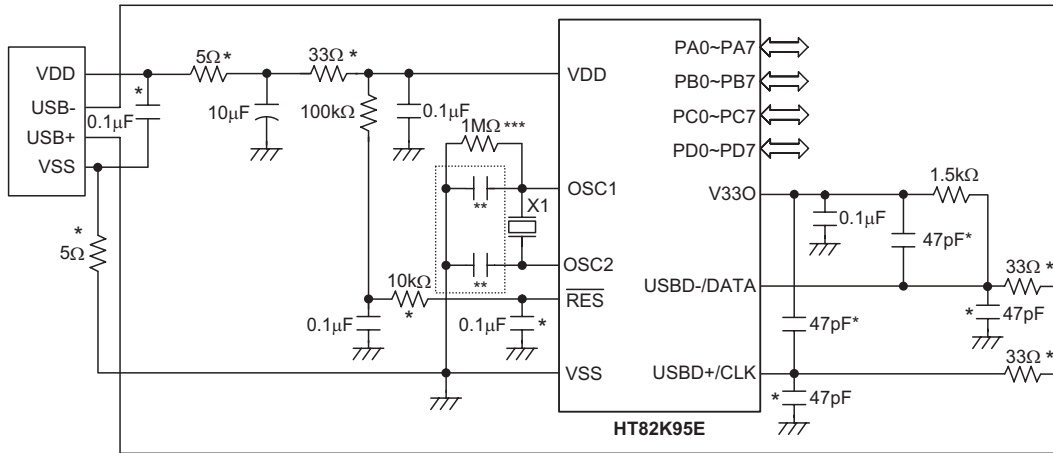 VDD
USB-
USB+
VSS
*
0.1μF
5Ω*
10μF
33Ω *
100kΩ
0.1μF
1MΩ ***
**
**
X1
*
5Ω
10kΩ
*
0.1μF
0.1μF
*
VDD
OSC1
OSC2
RES
VSS
PA0~PA7
PB0~PB7
PC0~PC7
PD0~PD7
V33O
USBD-/DATA
USBD+/CLK
HT82K95E
0.1μF
1.5kΩ
47pF*
33Ω *
* 47pF
47pF*
33Ω *
* 47pF